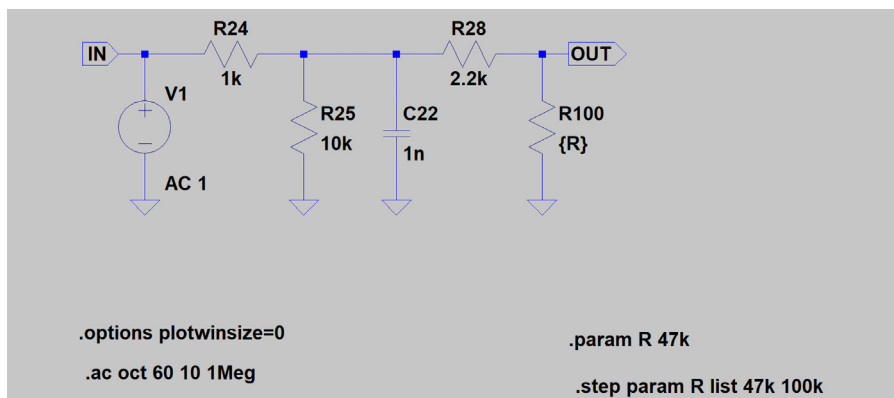 R24
R28
IN
OUT
1k
2.2k
V1
R25
C22
R100
10k
1n
{R}
AC 1
.options plotwinsize=0
.param R 47k
.ac oct 60 10 1Meg
.step param R list 47k 100k